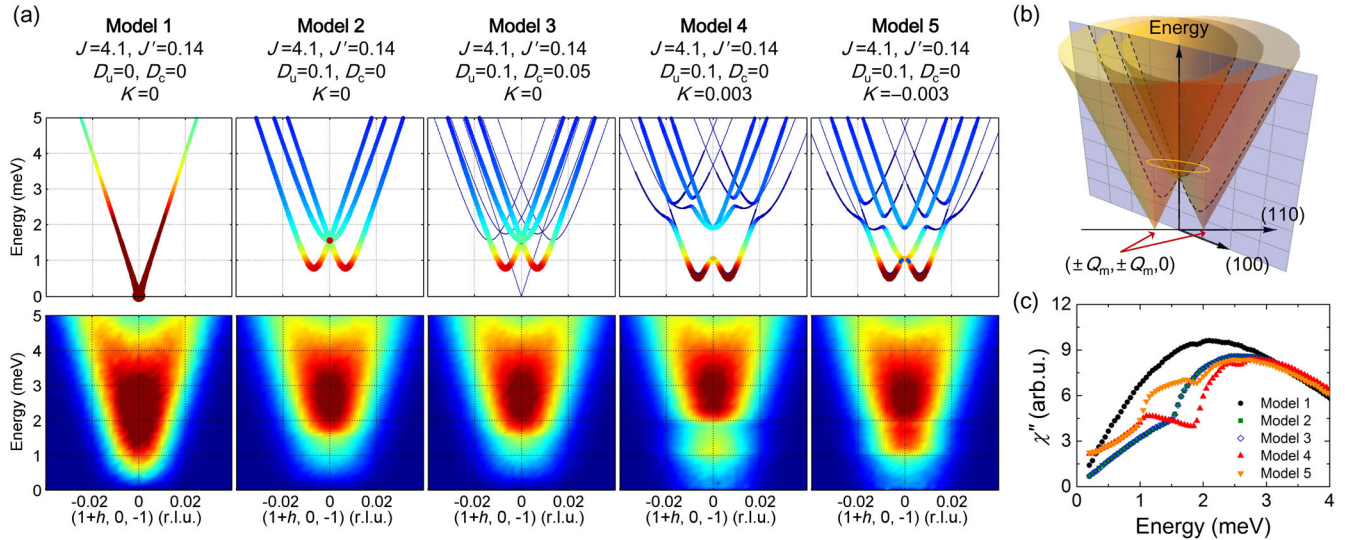 (a)
Model 1
J=4.1, J′=0.14
Du=0, Dc=0
K=0
Model 2
J=4.1, J′=0.14
Du=0.1, Dc=0
K=0
Model 3
J=4.1, J′=0.14
Du=0.1, Dc=0.05
K=0
Model 4
J=4.1, J′=0.14
Du=0.1, Dc=0
K=0.003
Model 5
J=4.1, J′=0.14
Du=0.1, Dc=0
K=−0.003
Energy (meV)
5
4
3
2
1
0
Energy (meV)
5
4
3
2
1
0
-0.02 0 0.02
(1+h, 0, -1) (r.l.u.)
-0.02 0 0.02
(1+h, 0, -1) (r.l.u.)
-0.02 0 0.02
(1+h, 0, -1) (r.l.u.)
-0.02 0 0.02
(1+h, 0, -1) (r.l.u.)
-0.02 0 0.02
(1+h, 0, -1) (r.l.u.)
(b)
Energy
(110)
(100)
(±Qm,±Qm,0)
(c)
χ″ (arb.u.)
12
9
6
3
0
Model 1
Model 2
Model 3
Model 4
Model 5
0 1 2 3 4
Energy (meV)